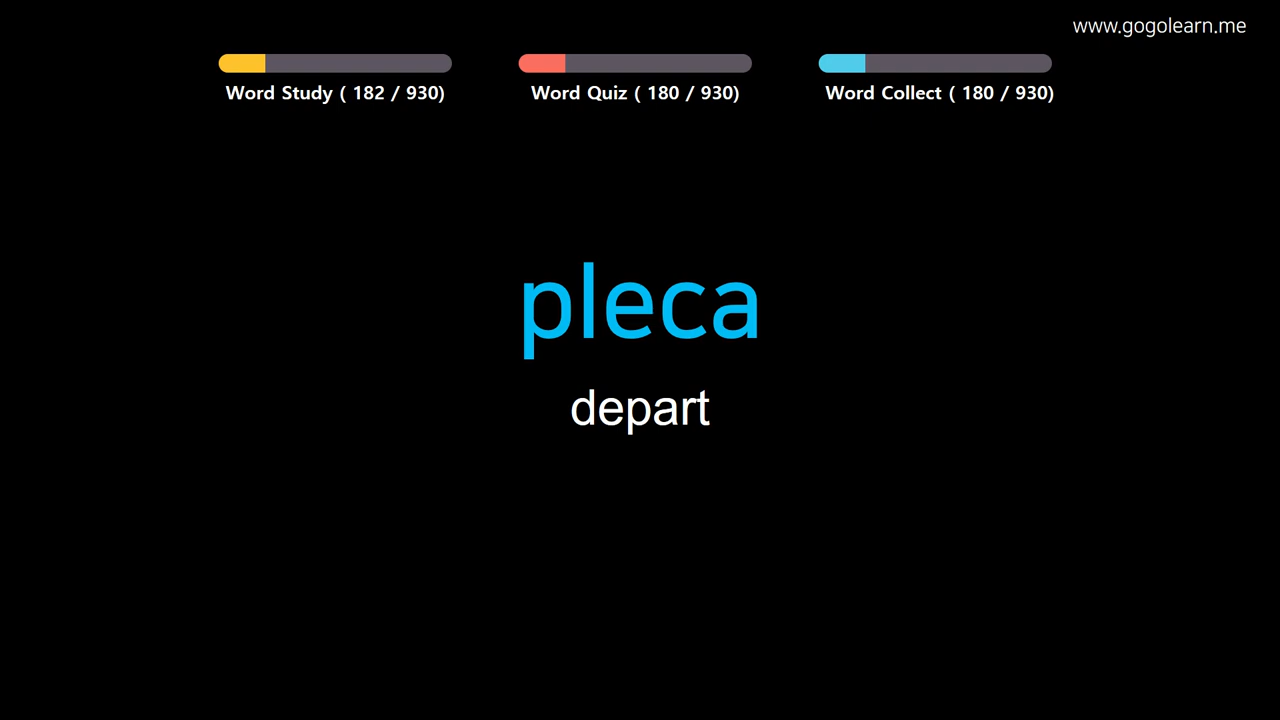 www.gogolearn.me
Word Study ( 182 / 930)
Word Quiz ( 180 / 930)
Word Collect ( 180 / 930)
pleca
depart